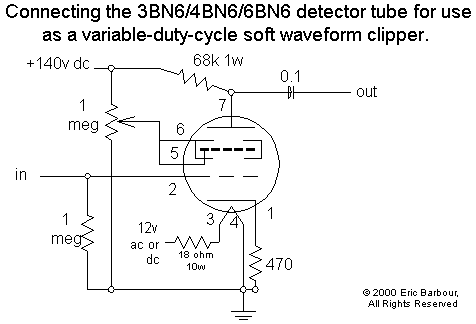 Connecting the 3BN6/4BN6/6BN6 detector tube for use
as a variable-duty-cycle soft waveform clipper.
+140v dc
68k 1w
0.1
out
7
1
meg
6
5
in
2
1
meg
12v
ac or
dc
3
4
1
18 ohm
10w
470
© 2000 Eric Barbour,
All Rights Reserved